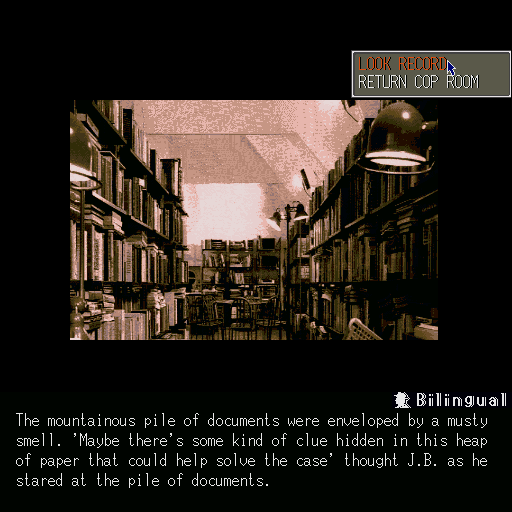 LOOK RECORD
RETURN COP ROOM
Bilingual
The mountainous pile of documents were enveloped by a musty
smell. 'Maybe there's some kind of clue hidden in this heap
of paper that could help solve the case' thought J.B. as he
stared at the pile of documents.